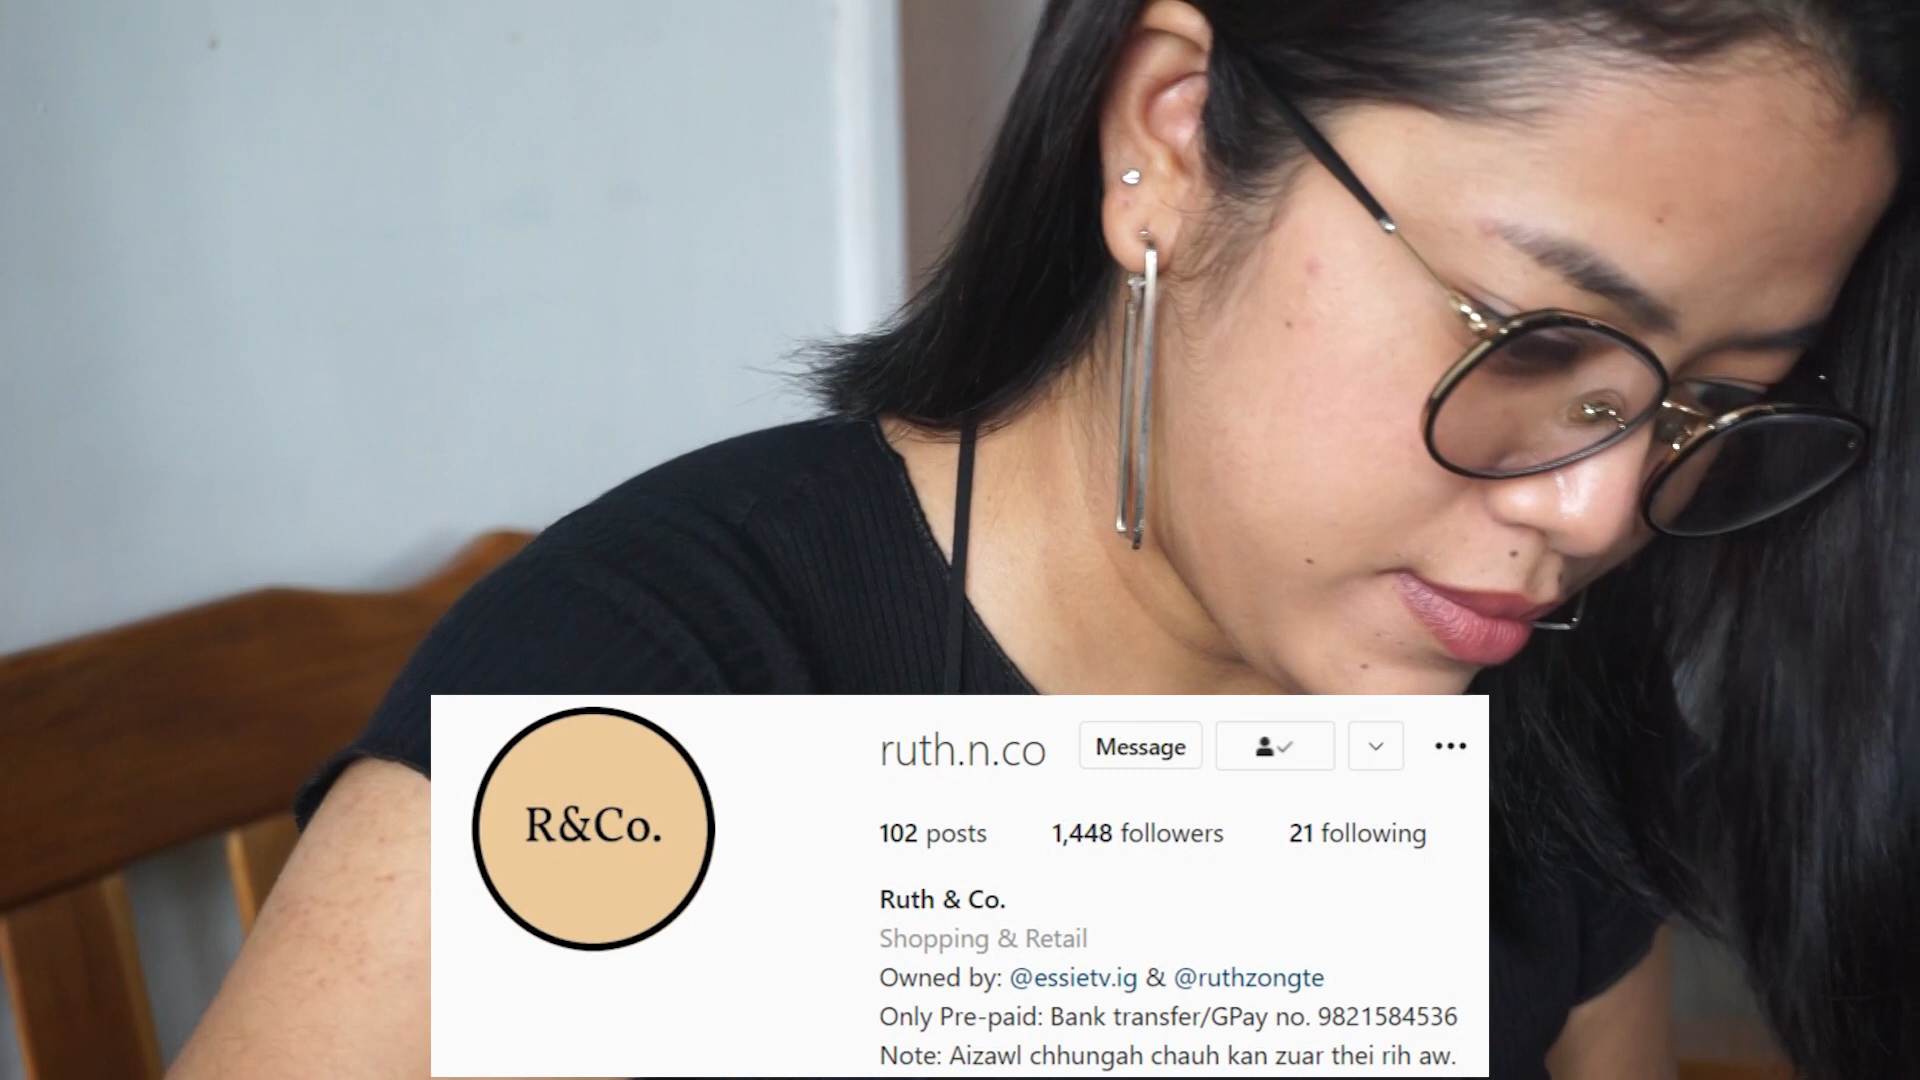 R&Co.
ruth.n.co Message
102 posts 1,448 followers 21 following
Ruth & Co.
Shopping & Retail
Owned by: @essietv.ig & @ruthzongte
Only Pre-paid: Bank transfer/GPay no. 9821584536
Note: Aizawl chhungah chauh kan zuar thei rih aw.